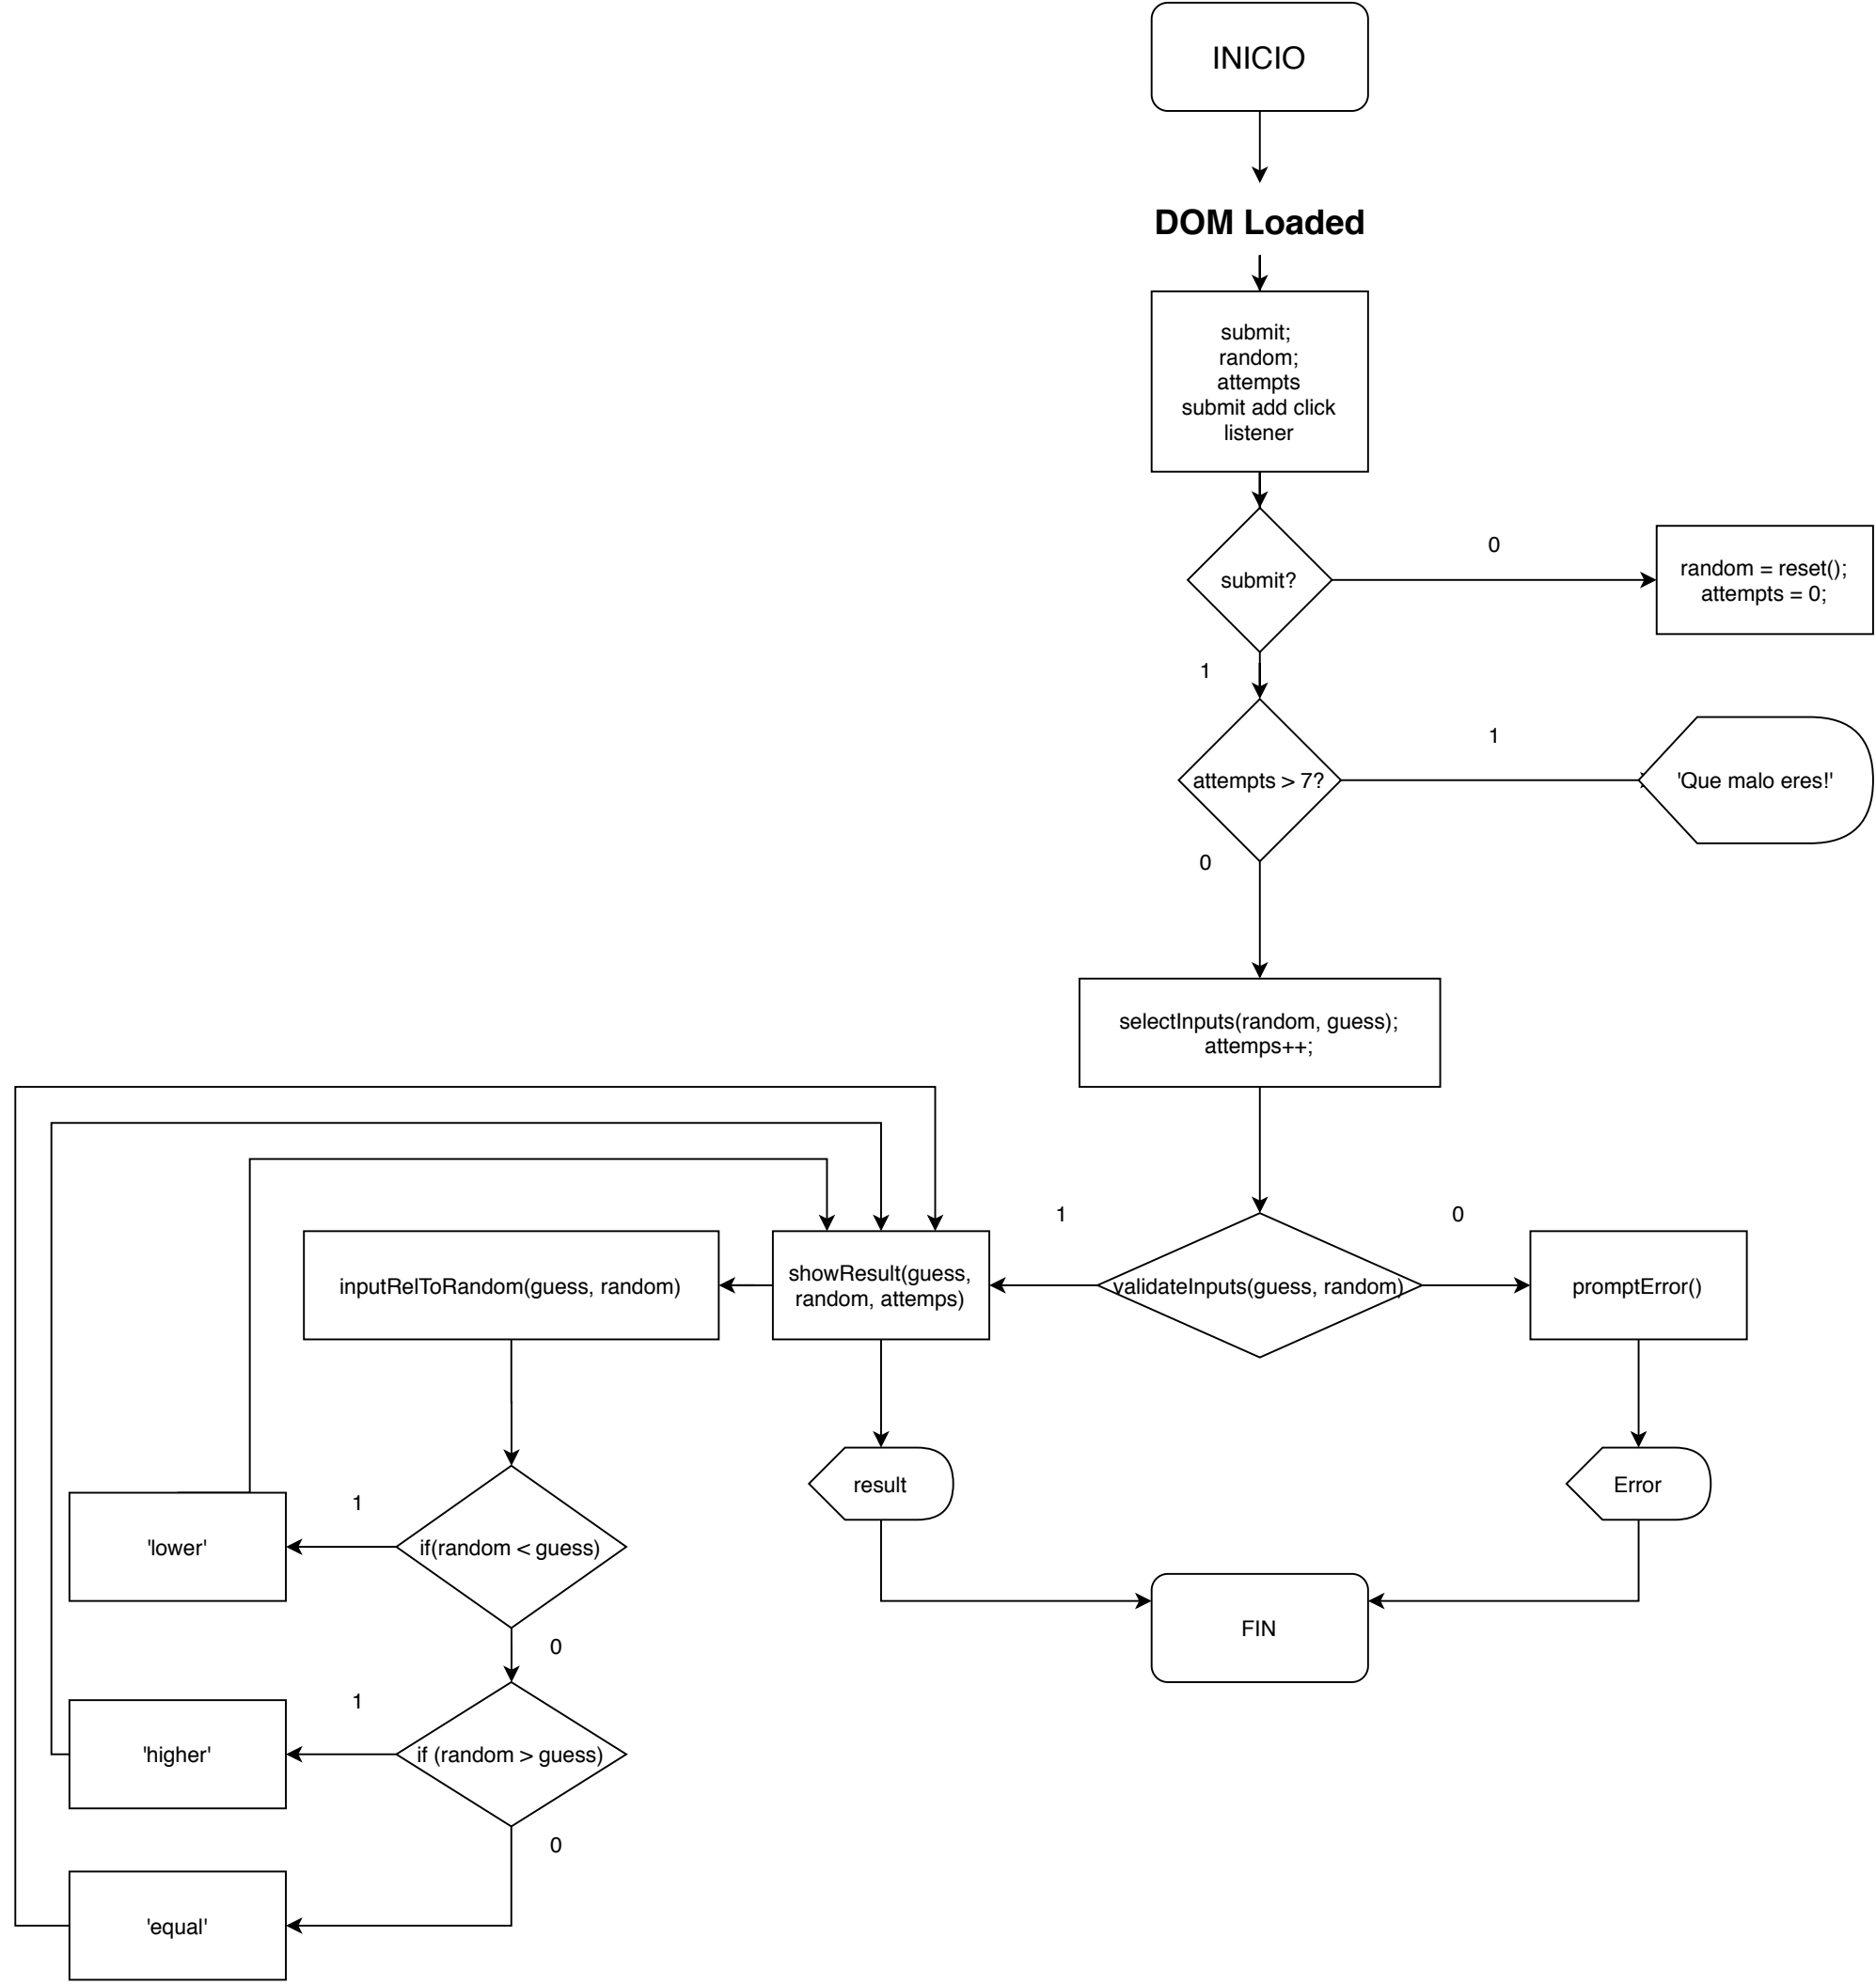 INICIO
DOM Loaded
submit;
random;
attempts
submit add click
listener
submit?
0
random = reset();
attempts = 0;
1
attempts > 7?
1
'Que malo eres!'
0
selectInputs(random, guess);
attemps++;
inputRelToRandom(guess, random)
showResult(guess,
random, attemps)
1
validateInputs(guess, random)
0
promptError()
result
Error
1
'lower'
if(random < guess)
0
FIN
1
'higher'
if (random > guess)
0
'equal'